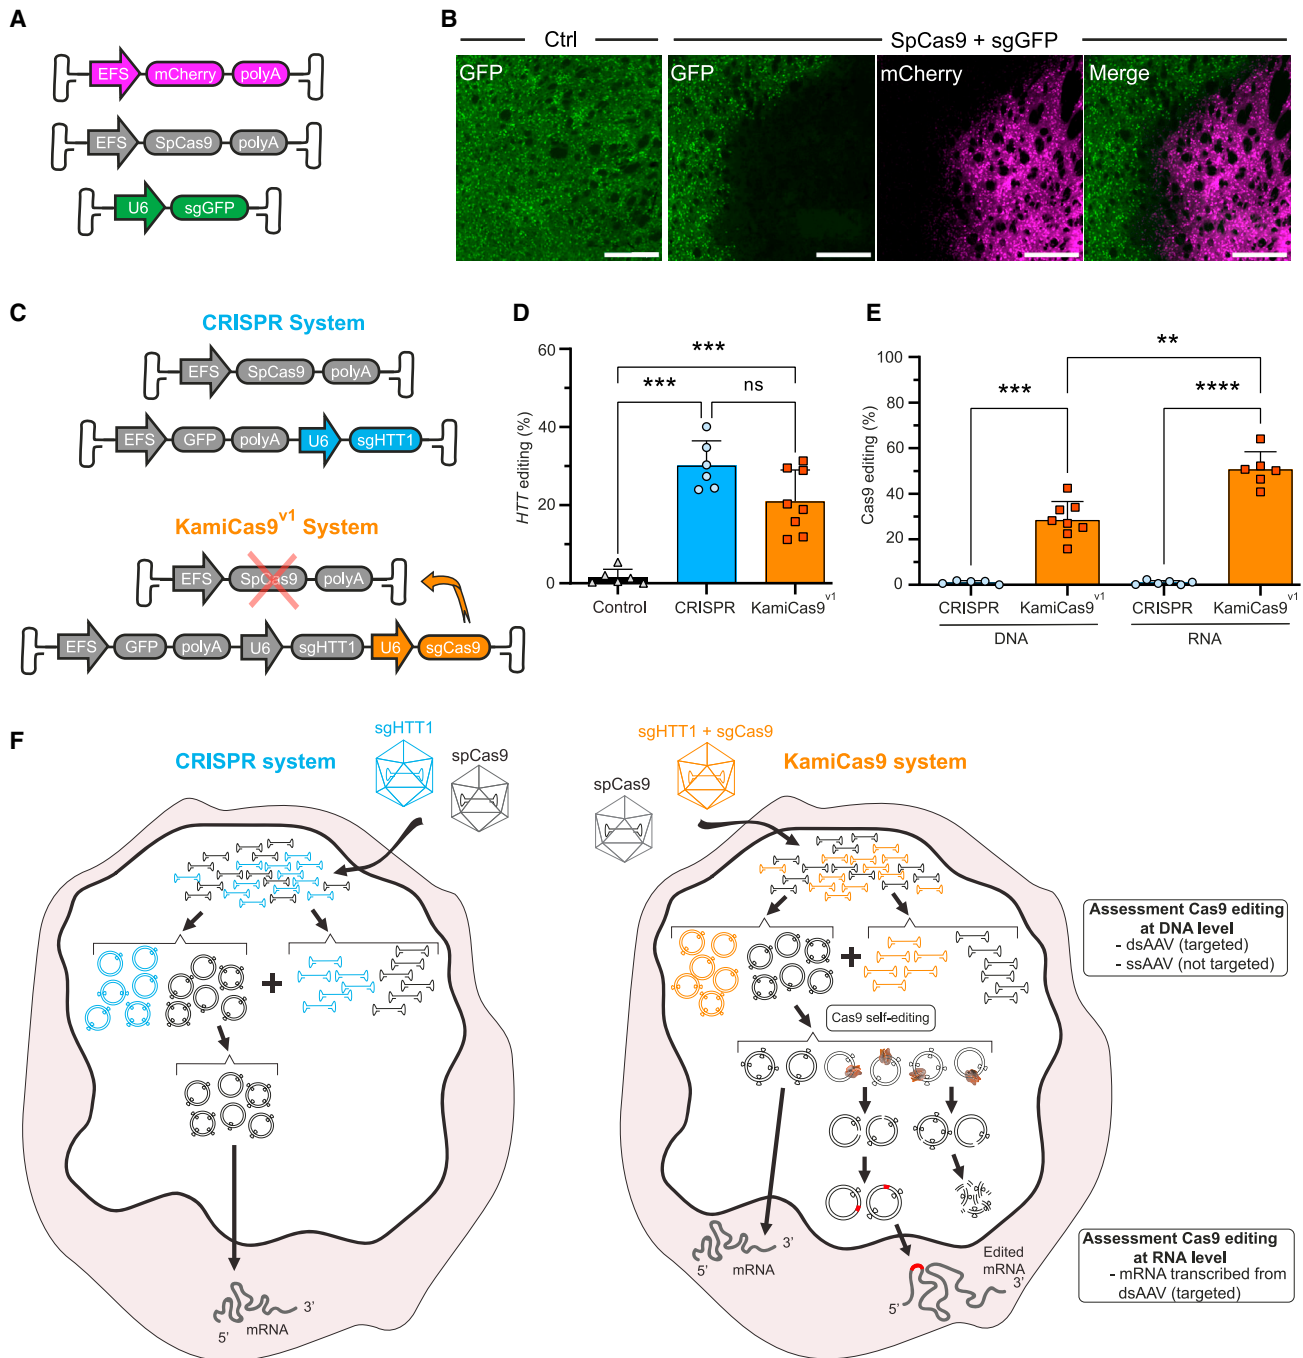 A
EFS mCherry polyA
EFS SpCas9 polyA
U6 sgGFP
B
Ctrl
SpCas9 + sgGFP
GFP
GFP
mCherry
Merge
C
CRISPR System
EFS SpCas9 polyA
EFS GFP polyA U6 sgHTT1
KamiCas9v1 System
EFS SpCas9 polyA
EFS GFP polyA U6 sgHTT1 U6 sgCas9
D
HTT editing (%)
60
40
20
0
***
***
ns
Control
CRISPR
KamiCas9v1
E
Cas9 editing (%)
100
80
60
40
20
0
**
***
****
CRISPR
KamiCas9v1
CRISPR
KamiCas9v1
DNA
RNA
F
CRISPR system
sgHTT1
spCas9
+
5'
mRNA
3'
KamiCas9 system
sgHTT1 + sgCas9
spCas9
+
Cas9 self-editing
5'
mRNA
3'
Edited
mRNA
5'
3'
Assessment Cas9 editing
at DNA level
- dsAAV (targeted)
- ssAAV (not targeted)
Assessment Cas9 editing
at RNA level
- mRNA transcribed from
dsAAV (targeted)